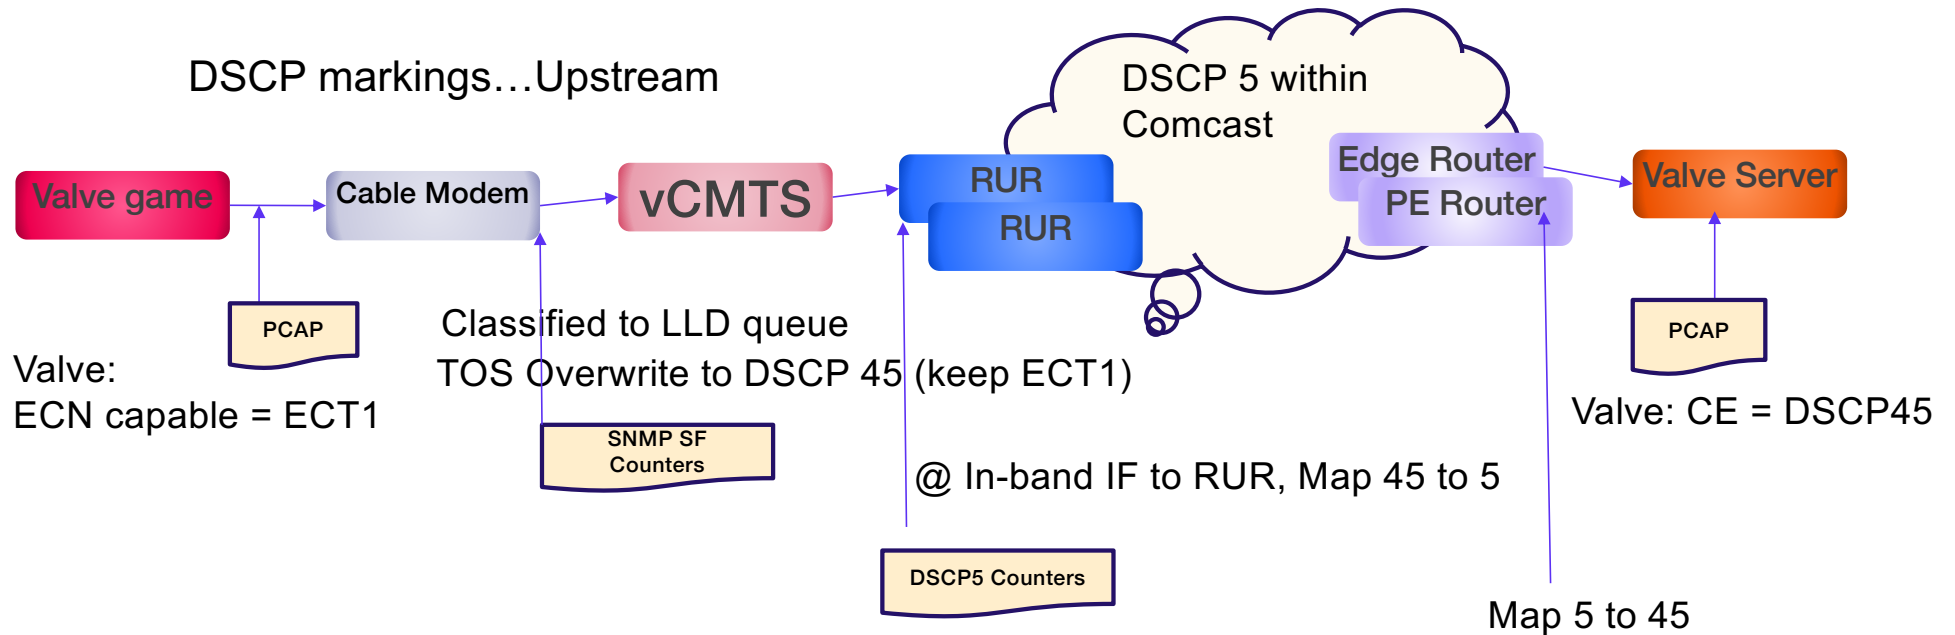 DSCP markings...Upstream
DSCP 5 within
Comcast
Valve game
Cable Modem
vCMTS
RUR
RUR
Edge Router
PE Router
Valve Server
PCAP
Valve:
ECN capable = ECT1
Classified to LLD queue
TOS Overwrite to DSCP 45 (keep ECT1)
SNMP SF
Counters
@ In-band IF to RUR, Map 45 to 5
DSCP5 Counters
PCAP
Valve: CE = DSCP45
Map 5 to 45